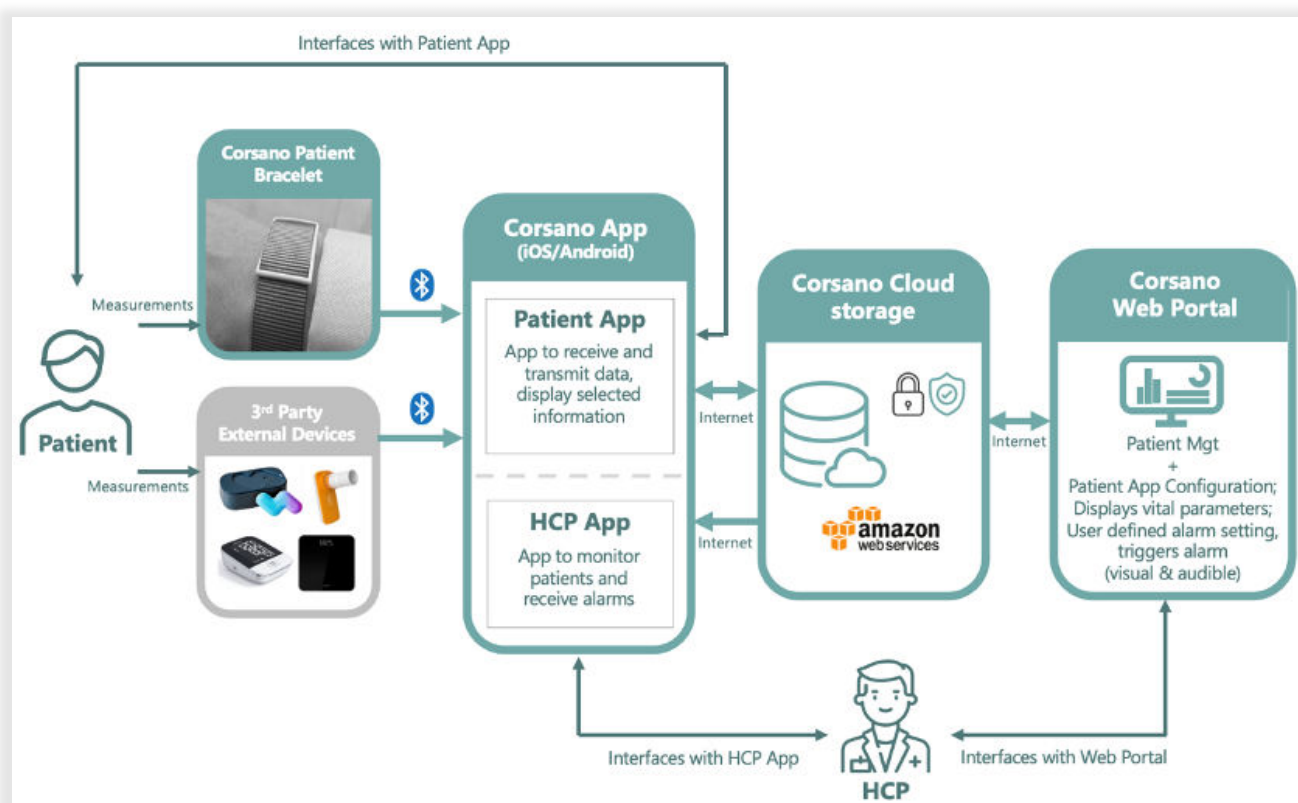 Interfaces with Patient App
Corsano Patient
Bracelet
Measurements
Patient
3rd Party
External Devices
Measurements
Corsano App
(iOS/Android)
Patient App
App to receive and
transmit data,
display selected
information
HCP App
App to monitor
patients and
receive alarms
Internet
Internet
Corsano Cloud
storage
amazon
web services
Internet
Corsano
Web Portal
Patient Mgt
+
Patient App Configuration;
Displays vital parameters;
User defined alarm setting,
triggers alarm
(visual & audible)
Interfaces with HCP App
HCP
Interfaces with Web Portal